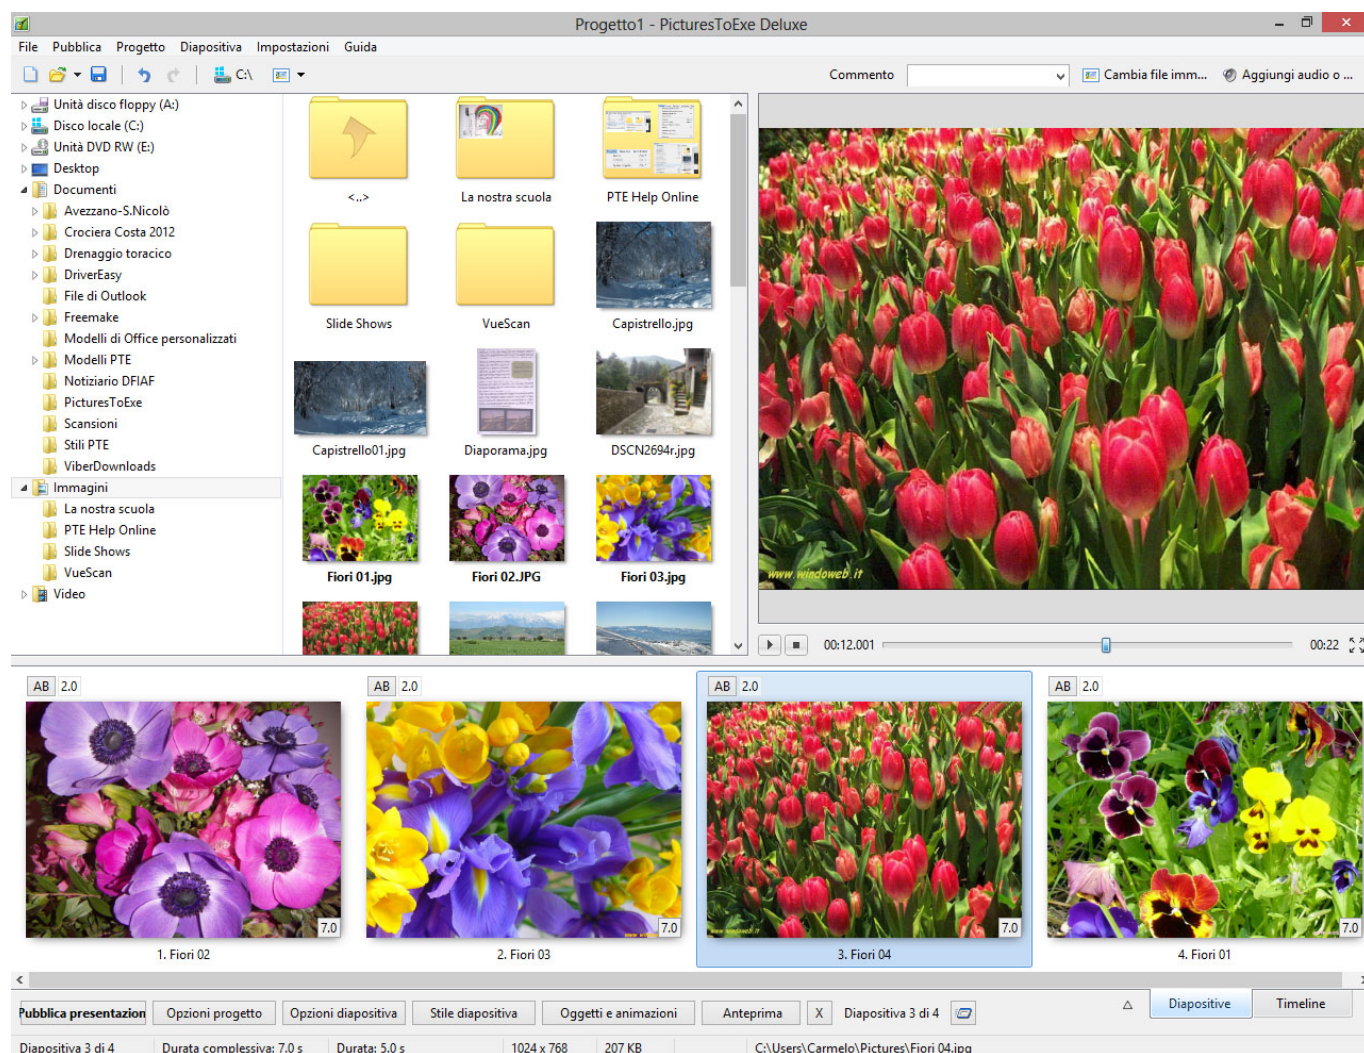 Progetto1 - PicturesToExe Deluxe
File Pubblica Progetto Diapositiva Impostazioni Guida
C:\ Commento Cambia file imm... Aggiungi audio o ...
Unità disco floppy (A:)
Disco locale (C:)
Unità DVD RW (E:)
Desktop
Documenti
Avezzano-S.Nicolò
Crociera Costa 2012
Drenaggio toracico
DriverEasy
File di Outlook
Freemake
Modelli di Office personalizzati
Modelli PTE
Notiziario DFIAF
PicturesToExe
Scansioni
Stili PTE
ViberDownloads
Immagini
La nostra scuola
PTE Help Online
Slide Shows
VueScan
Video
<..> La nostra scuola PTE Help Online
Slide Shows VueScan Capistrello.jpg
Capistrello01.jpg Diaporama.jpg DSCN2694r.jpg
Fiori 01.jpg Fiori 02.JPG Fiori 03.jpg
www.windoweb.it
00:12.001 00:22
AB 2.0 AB 2.0 AB 2.0 AB 2.0
7.0 7.0 7.0 7.0
www.windoweb.it
1. Fiori 02 2. Fiori 03 3. Fiori 04 4. Fiori 01
Pubblica presentazion Opzioni progetto Opzioni diapositiva Stile diapositiva Oggetti e animazioni Anteprima X Diapositiva 3 di 4 Diapositive Timeline
Diapositiva 3 di 4 Durata complessiva: 7.0 s Durata: 5.0 s 1024 x 768 207 KB C:\Users\Carmelo\Pictures\Fiori 04.jpg